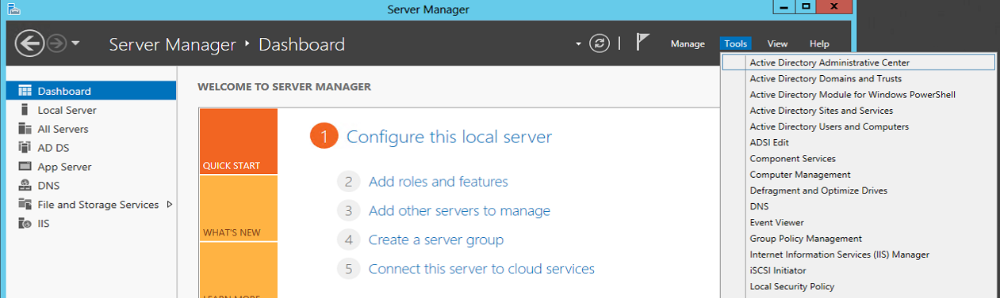 Server Manager
Server Manager ‣ Dashboard
Manage
Tools
View
Help
Dashboard
Local Server
All Servers
AD DS
App Server
DNS
File and Storage Services
IIS
WELCOME TO SERVER MANAGER
QUICK START
WHAT'S NEW
LEARN MORE
1 Configure this local server
2 Add roles and features
3 Add other servers to manage
4 Create a server group
5 Connect this server to cloud services
Active Directory Administrative Center
Active Directory Domains and Trusts
Active Directory Module for Windows PowerShell
Active Directory Sites and Services
Active Directory Users and Computers
ADSI Edit
Component Services
Computer Management
Defragment and Optimize Drives
DNS
Event Viewer
Group Policy Management
Internet Information Services (IIS) Manager
iSCSI Initiator
Local Security Policy